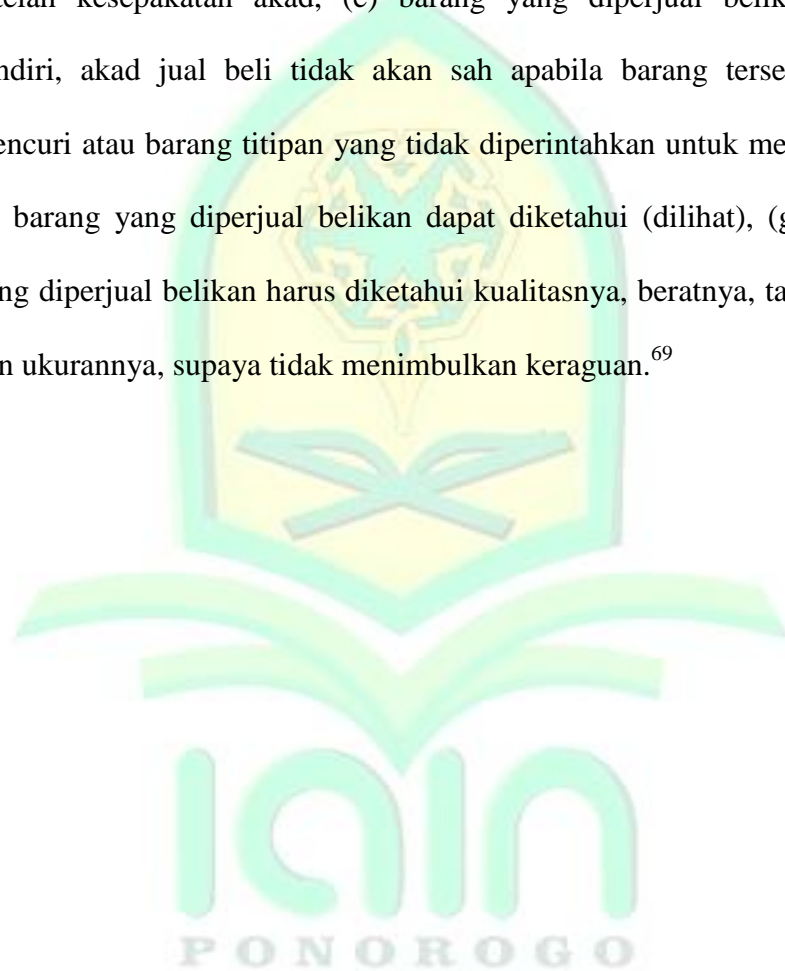 kesepakatan akad, (e) barang yang diperjual
akad jual beli tidak akan sah apabila barang
atau barang titipan yang tidak diperintahkan untuk
barang yang diperjual belikan dapat diketahui (dilihat),
diperjual belikan harus diketahui kualitasnya, beratnya,
ukurannya, supaya tidak menimbulkan keraguan.69
IAIN
PONOROGO